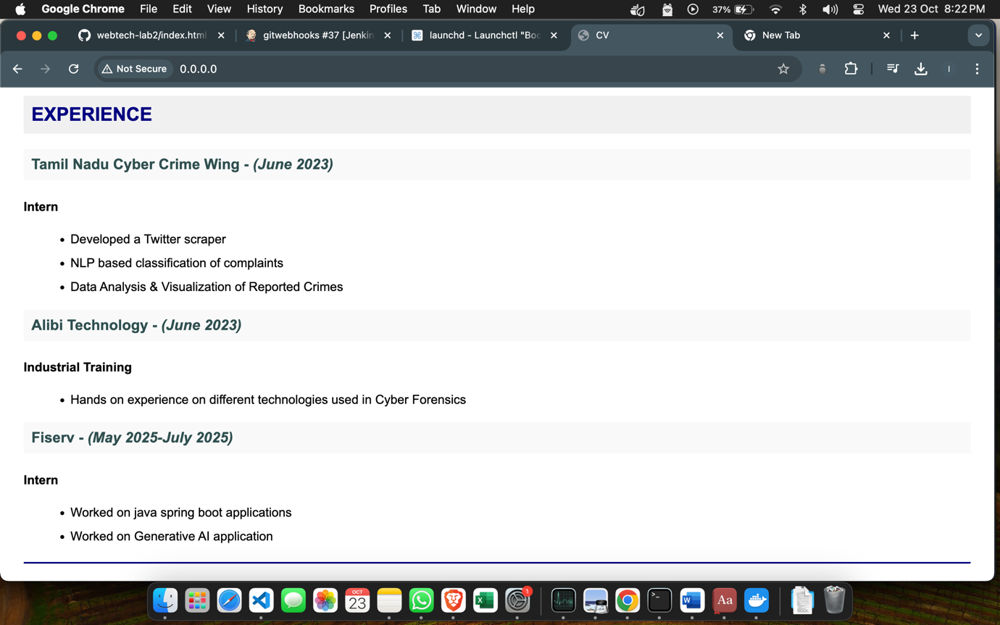 Google Chrome File Edit View History Bookmarks Profiles Tab Window Help 37% Wed 23 Oct 8:22 PM
webtech-lab2/index.html gitwebhooks #37 [Jenkin launchd - Launchctl "Boo CV New Tab
Not Secure 0.0.0.0
EXPERIENCE
Tamil Nadu Cyber Crime Wing - (June 2023)
Intern
• Developed a Twitter scraper
• NLP based classification of complaints
• Data Analysis & Visualization of Reported Crimes
Alibi Technology - (June 2023)
Industrial Training
• Hands on experience on different technologies used in Cyber Forensics
Fiserv - (May 2025-July 2025)
Intern
• Worked on java spring boot applications
• Worked on Generative AI application
OCT
23
1
Aa